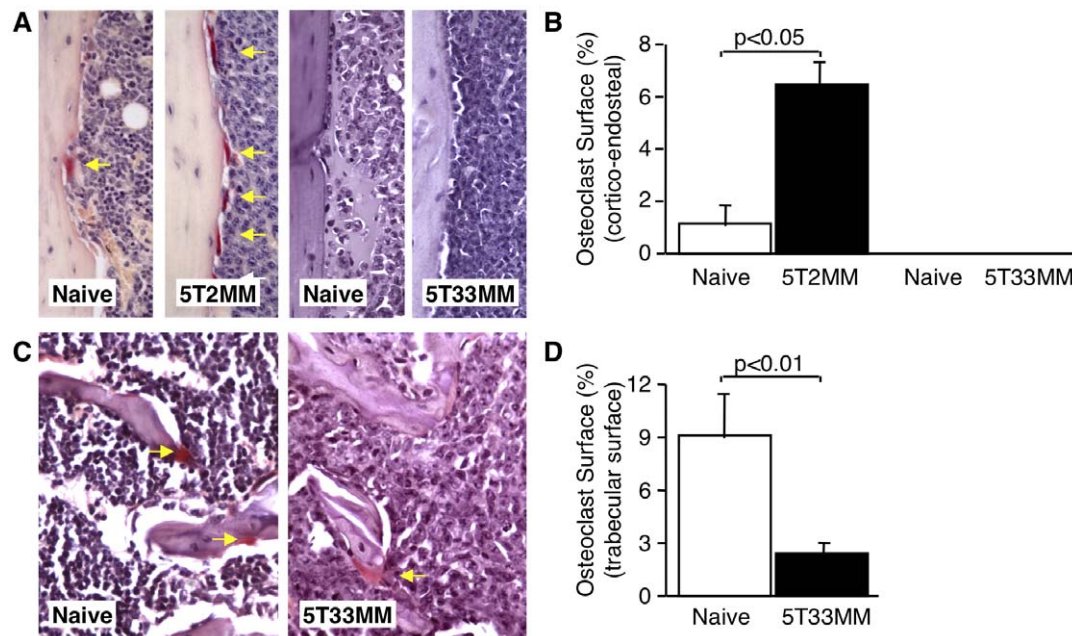 A
Naive
5T2MM
Naive
5T33MM
B
Osteoclast Surface (%)
(cortico-endosteal)
8
6
4
2
0
p<0.05
Naive
5T2MM
Naive
5T33MM
C
Naive
5T33MM
D
Osteoclast Surface (%)
(trabecular surface)
12
9
6
3
0
p<0.01
Naive
5T33MM